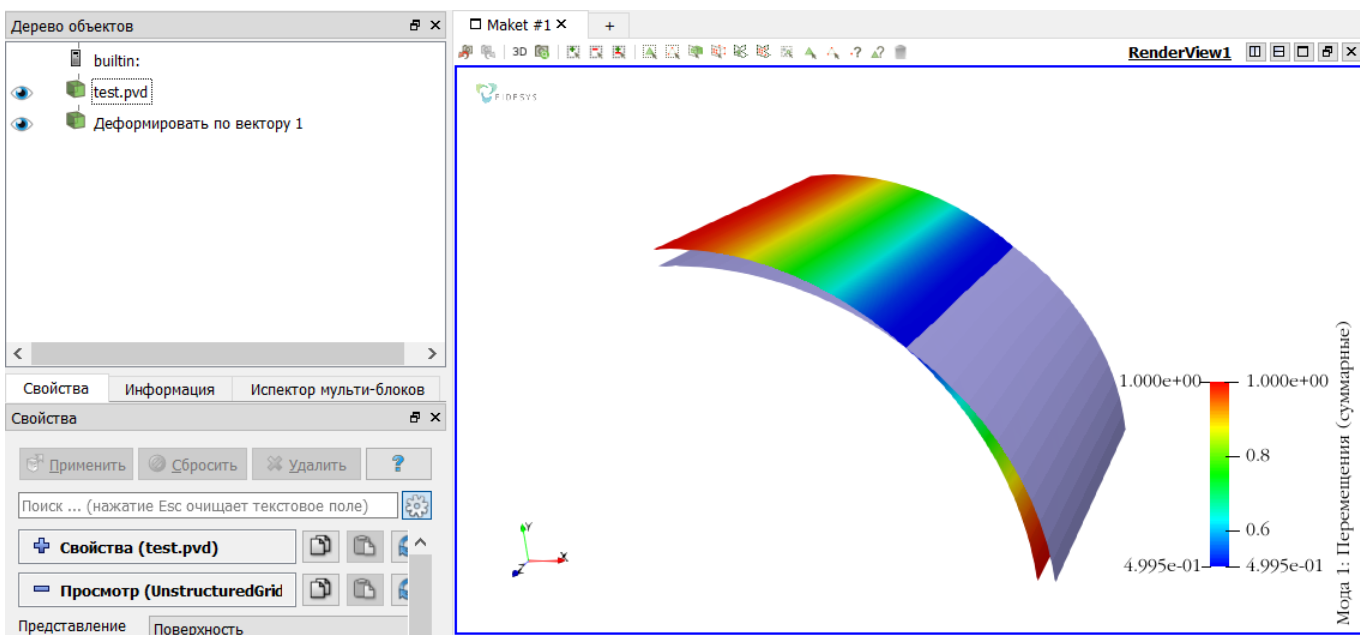 Дерево объектов
builtin:
test.pvd
Деформировать по вектору 1
Свойства Информация Испектор мульти-блоков
Свойства
Применить Сбросить Удалить ?
Поиск ... (нажатие Esc очищает текстовое поле)
Свойства (test.pvd)
Просмотр (UnstructuredGrid
Представление Поверхность
Maket #1 +
3D RenderView1
FIDESYS
1.000e+00 1.000e+00
0.8
0.6
4.995e-01 4.995e-01
Мода 1: Перемещения (суммарные)
Y
X
Z